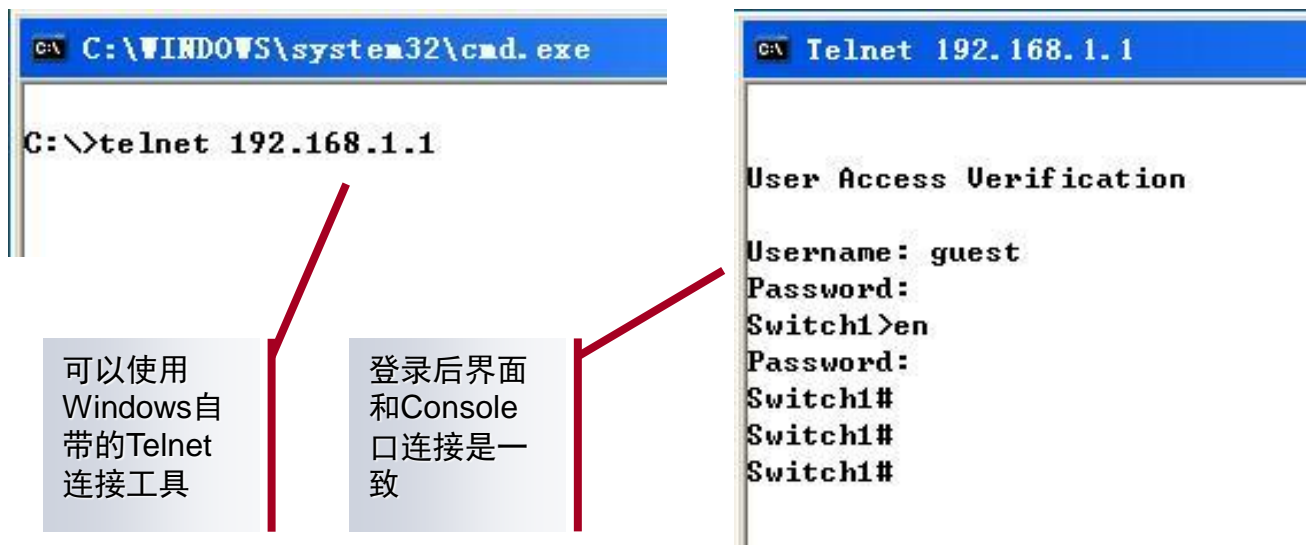 C:\WINDOWS\system32\cmd.exe
C:\>telnet 192.168.1.1
可以使用
Windows自
带的Telnet
连接工具
登录后界面
和Console
口连接是一
致
Telnet 192.168.1.1
User Access Verification
Username: guest
Password:
Switch1>en
Password:
Switch1#
Switch1#
Switch1#